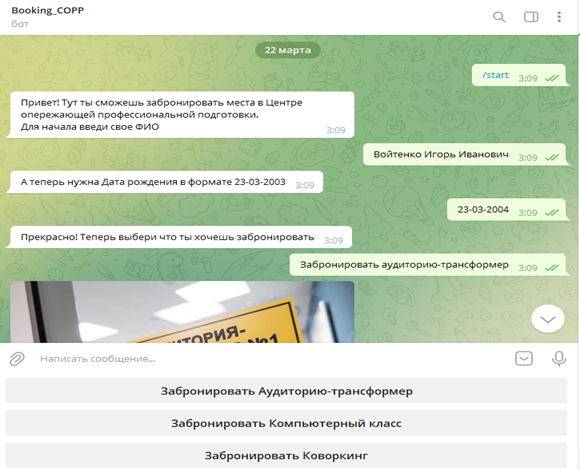 Booking_COPP
бот
22 марта
/start 3:09
Привет! Тут ты сможешь забронировать места в Центре
опережающей профессиональной подготовки.
Для начала введи свое ФИО 3:09
Войтенко Игорь Иванович 3:09
А теперь нужна Дата рождения в формате 23-03-2003 3:09
23-03-2004 3:09
Прекрасно! Теперь выбери что ты хочешь забронировать 3:09
Забронировать аудиторию-трансформер 3:09
ИТОРИЯ-
№1
Написать сообщение...
Забронировать Аудиторию-трансформер
Забронировать Компьютерный класс
Забронировать Коворкинг